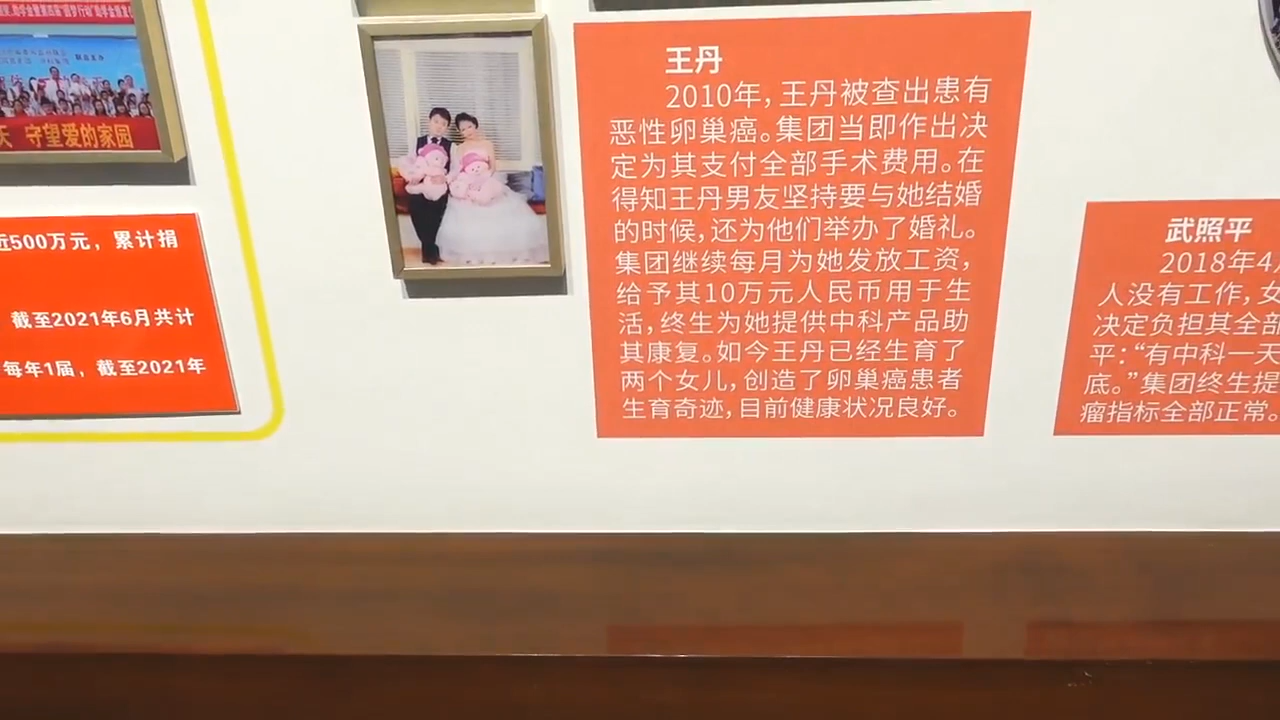 联益主办
天 守望爱的家园
近500万元，累计捐
截至2021年6月共计
每年1届，截至2021年
王丹
2010年，王丹被查出患有
恶性卵巢癌。集团当即作出决
定为其支付全部手术费用。在
得知王丹男友坚持要与她结婚
的时候，还为他们举办了婚礼。
集团继续每月为她发放工资，
给予其10万元人民币用于生
活，终生为她提供中科产品助
其康复。如今王丹已经生育了
两个女儿，创造了卵巢癌患者
生育奇迹，目前健康状况良好。
武照平
2018年4月
人没有工作，女
决定负担其全部
平：“有中科一天
底。”集团终生提
瘤指标全部正常。